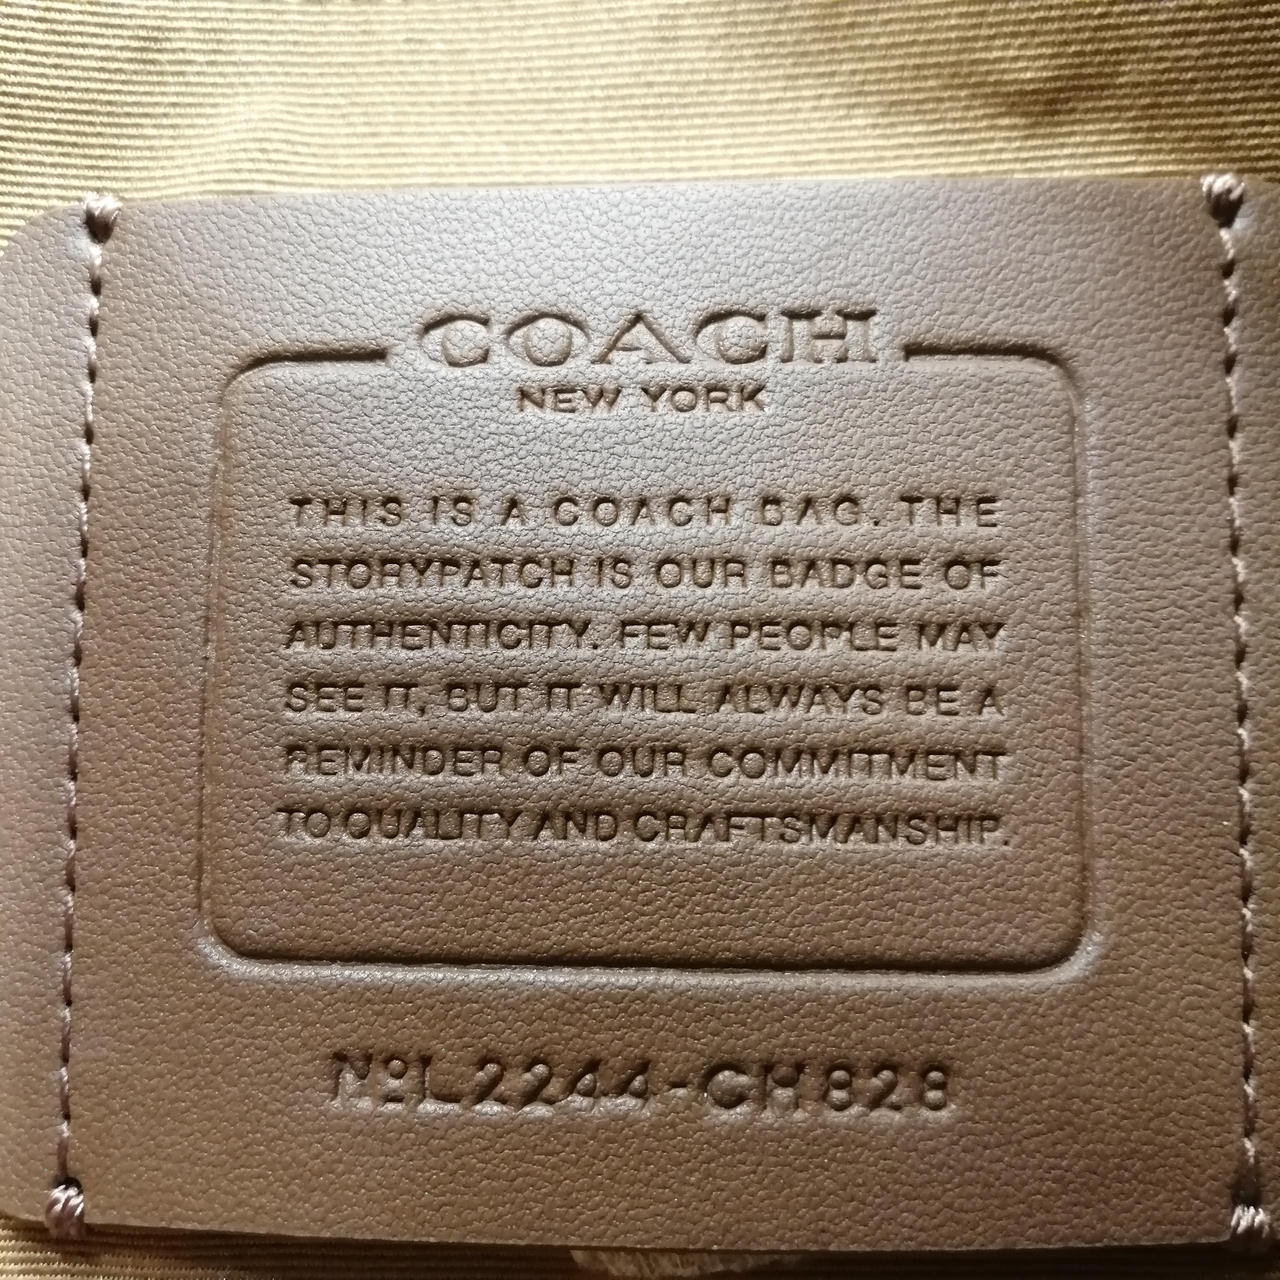 COACH
NEW YORK
THIS IS A COACH BAG. THE
STORYPATCH IS OUR BADGE OF
AUTHENTICITY. FEW PEOPLE MAY
SEE IT, BUT IT WILL ALWAYS BE A
REMINDER OF OUR COMMITMENT
TO QUALITY AND CRAFTSMANSHIP.
Nº L2244-CH828